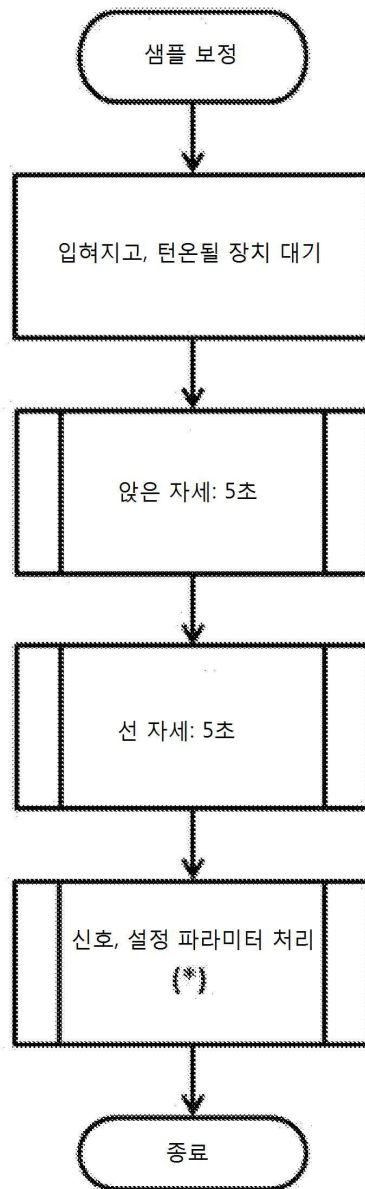 샘플 보정
입혀지고, 턴온될 장치 대기
앉은 자세: 5초
선 자세: 5초
신호, 설정 파라미터 처리
(*)
종료